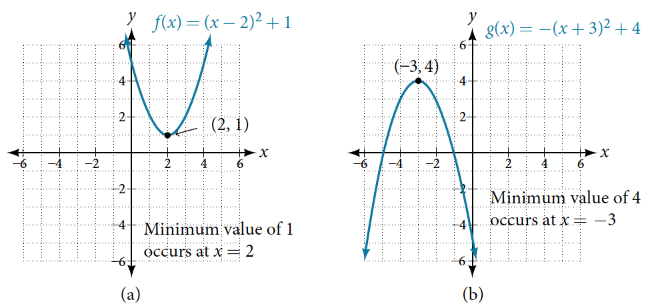 y
f(x) = (x − 2)² + 1
6
4
2
(2, 1)
x
−6 −4 −2 2 4 6
−2
−4
−6
Minimum value of 1
occurs at x = 2
(a)
y
g(x) = −(x + 3)² + 4
6
(−3, 4)
4
2
x
−6 −4 −2 2 4 6
−2
−4
−6
Minimum value of 4
occurs at x = −3
(b)